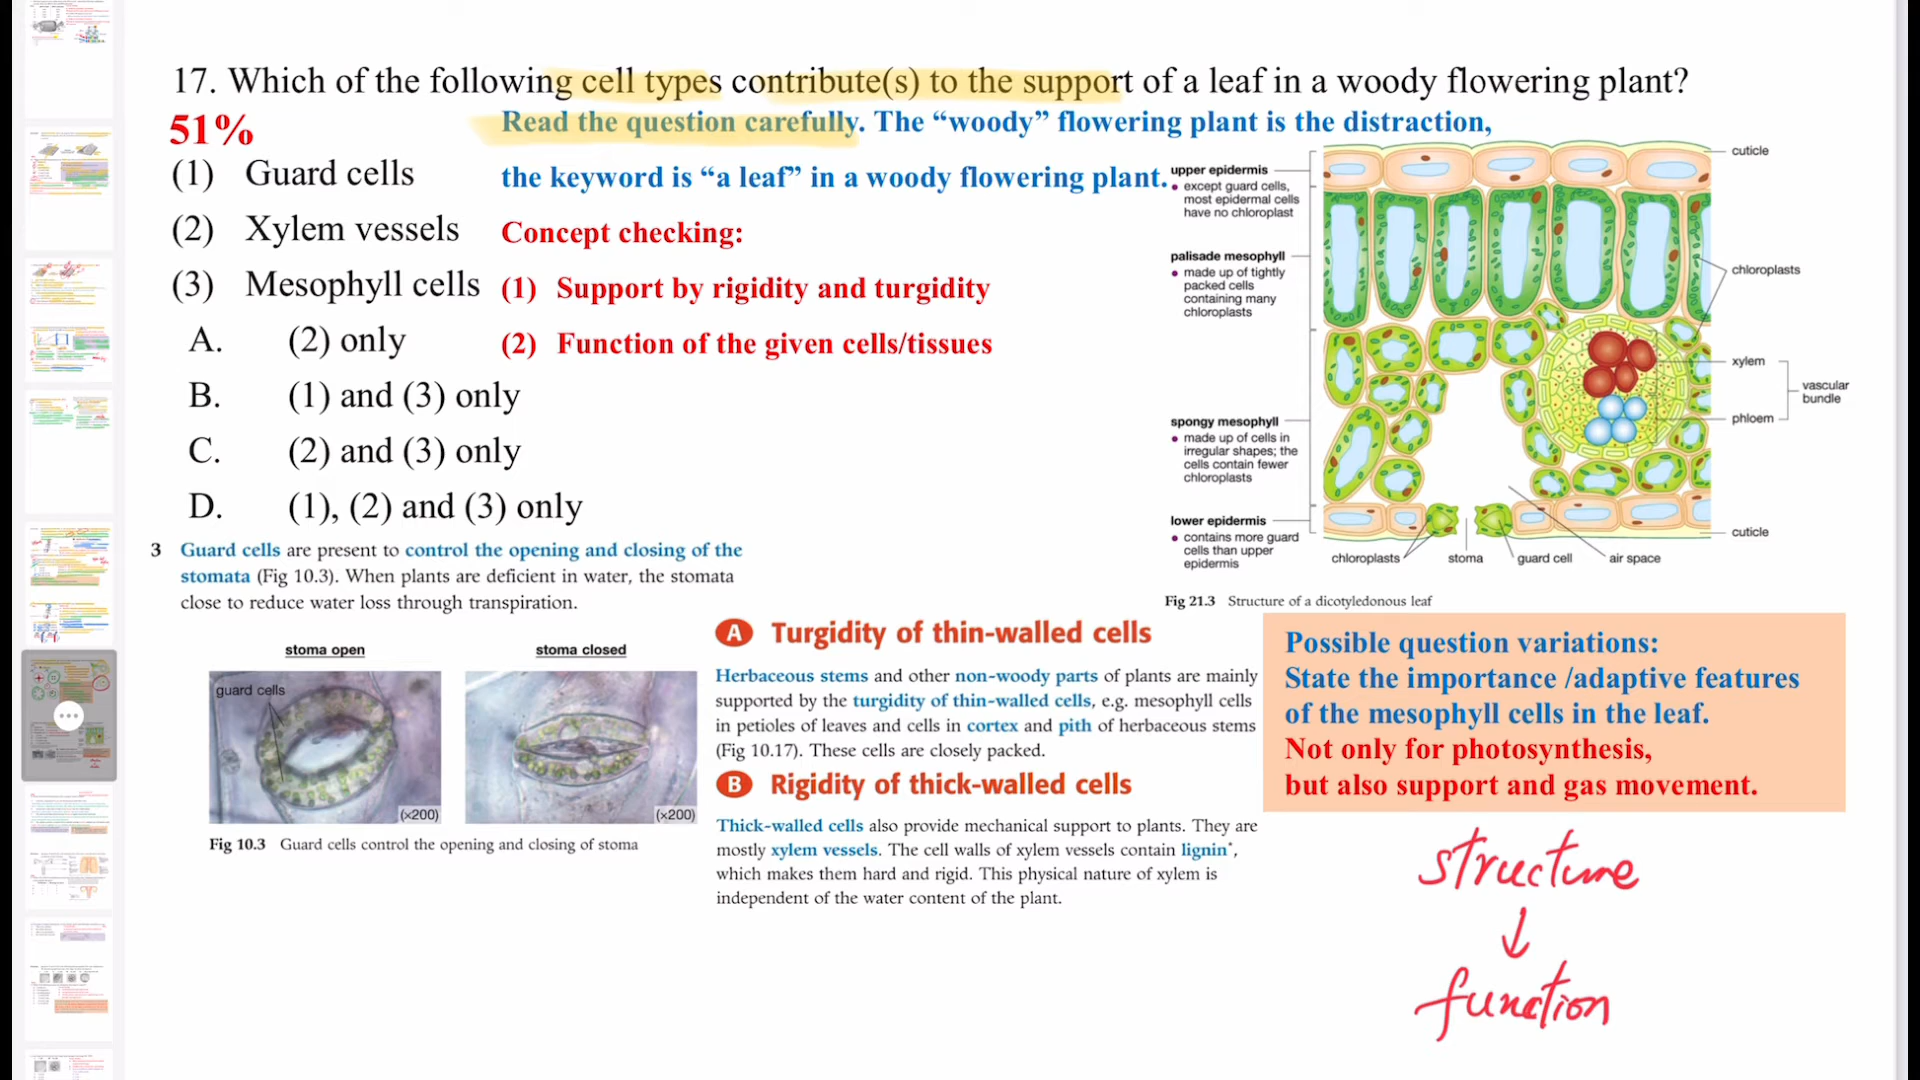 17. Which of the following cell types contribute(s) to the support of a leaf in a woody flowering plant?
51%
Read the question carefully. The “woody” flowering plant is the distraction,
the keyword is “a leaf” in a woody flowering plant.
(1) Guard cells
(2) Xylem vessels
(3) Mesophyll cells
Concept checking:
(1) Support by rigidity and turgidity
(2) Function of the given cells/tissues
A. (2) only
B. (1) and (3) only
C. (2) and (3) only
D. (1), (2) and (3) only
upper epidermis
• except guard cells,
most epidermal cells
have no chloroplast
palisade mesophyll
• made up of tightly
packed cells
containing many
chloroplasts
spongy mesophyll
• made up of cells in
irregular shapes; the
cells contain fewer
chloroplasts
lower epidermis
• contains more guard
cells than upper
epidermis
cuticle
chloroplasts
xylem
vascular
bundle
phloem
cuticle
chloroplasts
stoma
guard cell
air space
Fig 21.3 Structure of a dicotyledonous leaf
3 Guard cells are present to control the opening and closing of the
stomata (Fig 10.3). When plants are deficient in water, the stomata
close to reduce water loss through transpiration.
stoma open
stoma closed
guard cells
(×200)
(×200)
Fig 10.3 Guard cells control the opening and closing of stoma
A Turgidity of thin-walled cells
Herbaceous stems and other non-woody parts of plants are mainly
supported by the turgidity of thin-walled cells, e.g. mesophyll cells
in petioles of leaves and cells in cortex and pith of herbaceous stems
(Fig 10.17). These cells are closely packed.
B Rigidity of thick-walled cells
Thick-walled cells also provide mechanical support to plants. They are
mostly xylem vessels. The cell walls of xylem vessels contain lignin*,
which makes them hard and rigid. This physical nature of xylem is
independent of the water content of the plant.
Possible question variations:
State the importance /adaptive features
of the mesophyll cells in the leaf.
Not only for photosynthesis,
but also support and gas movement.
structure
↓
function